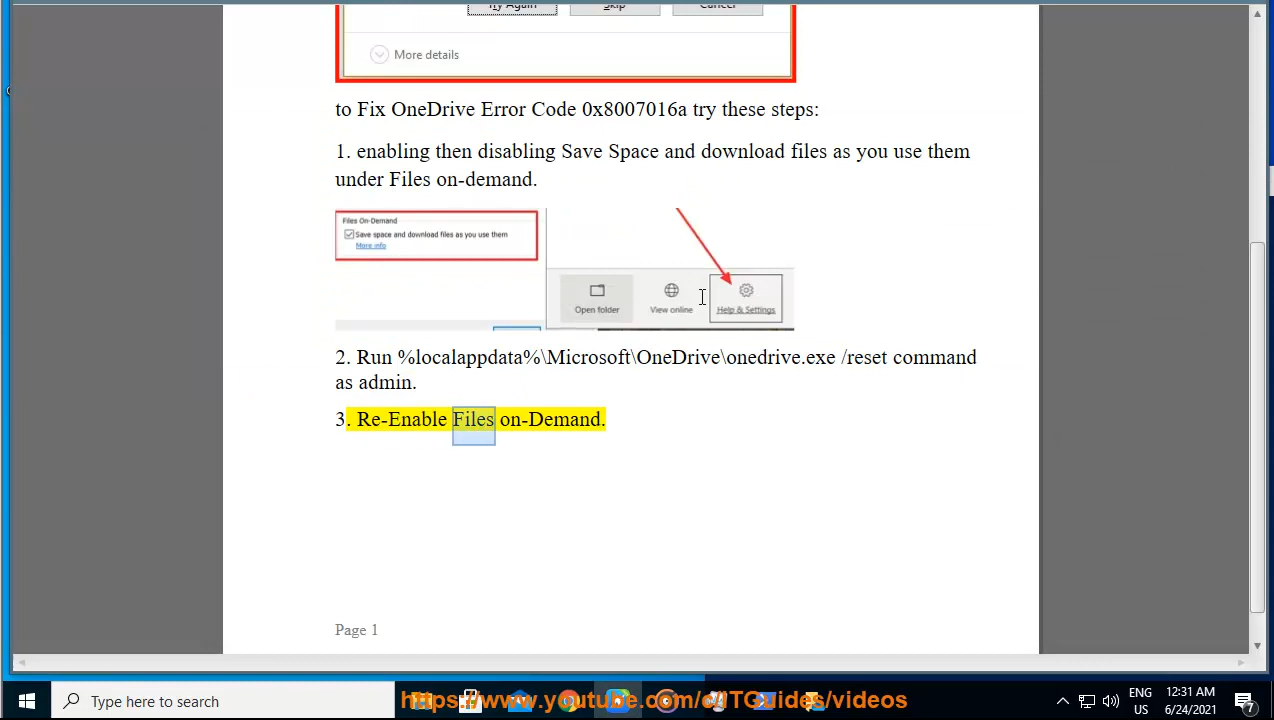 Try Again Skip Cancel
More details
to Fix OneDrive Error Code 0x8007016a try these steps:
1. enabling then disabling Save Space and download files as you use them
under Files on-demand.
Files On-Demand
Save space and download files as you use them
More info
Open folder View online Help & Settings
2. Run %localappdata%\Microsoft\OneDrive\onedrive.exe /reset command
as admin.
3. Re-Enable Files on-Demand.
Page 1
Type here to search
https://www.youtube.com/c/ITGuides/videos
ENG
US
12:31 AM
6/24/2021
7